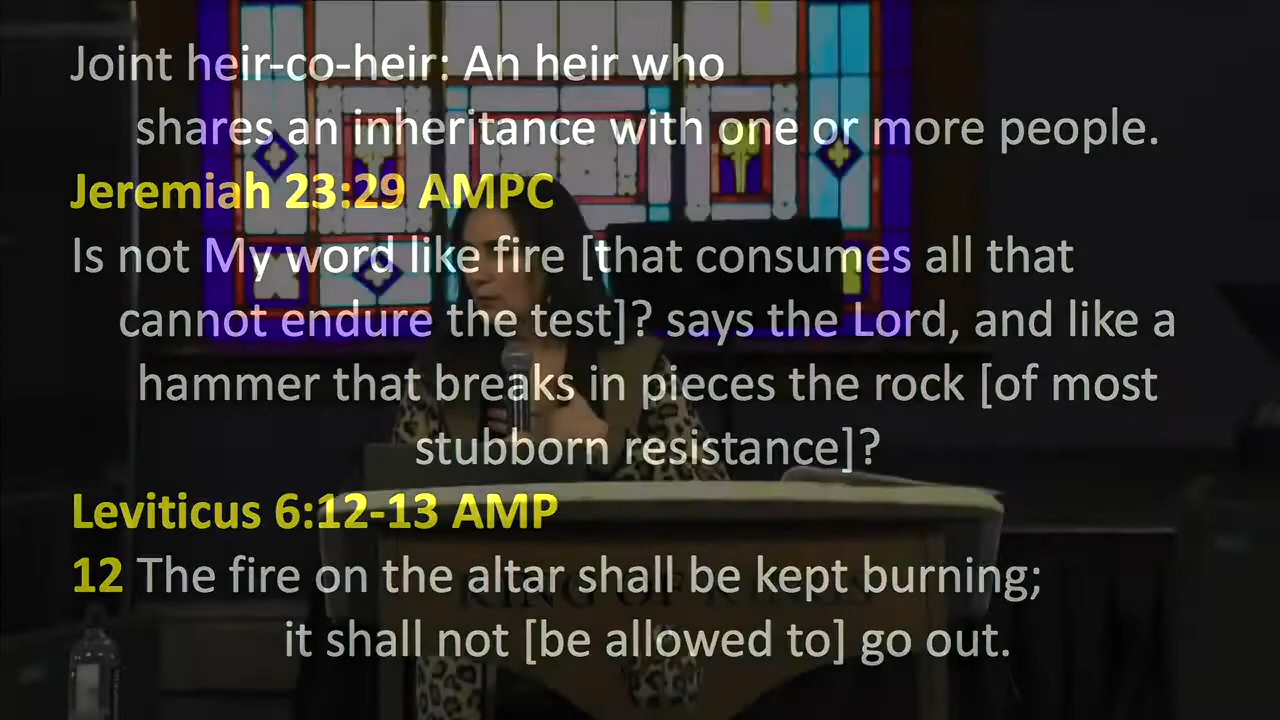 Joint heir-co-heir: An heir who
shares an inheritance with one or more people.
Jeremiah 23:29 AMPC
Is not My word like fire [that consumes all that
cannot endure the test]? says the Lord, and like a
hammer that breaks in pieces the rock [of most
stubborn resistance]?
Leviticus 6:12-13 AMP
12 The fire on the altar shall be kept burning;
KING OF KINGS
it shall not [be allowed to] go out.